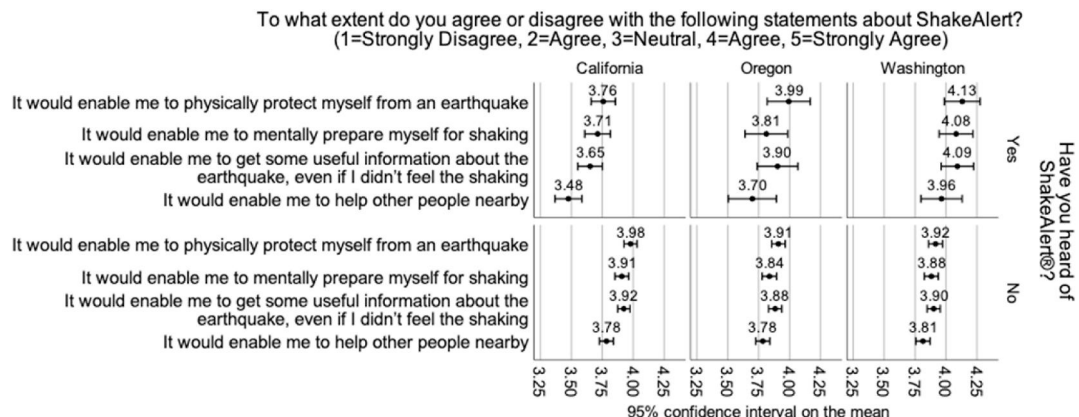 To what extent do you agree or disagree with the following statements about ShakeAlert?
(1=Strongly Disagree, 2=Agree, 3=Neutral, 4=Agree, 5=Strongly Agree)
California Oregon Washington
It would enable me to physically protect myself from an earthquake 3.76 3.99 4.13
It would enable me to mentally prepare myself for shaking 3.71 3.81 4.08
It would enable me to get some useful information about the 3.65 3.90 4.09
earthquake, even if I didn't feel the shaking
It would enable me to help other people nearby 3.48 3.70 3.96
Yes
It would enable me to physically protect myself from an earthquake 3.98 3.91 3.92
It would enable me to mentally prepare myself for shaking 3.91 3.84 3.88
It would enable me to get some useful information about the 3.92 3.88 3.90
earthquake, even if I didn't feel the shaking
It would enable me to help other people nearby 3.78 3.78 3.81
No
Have you heard of
ShakeAlert®?
3.25 3.50 3.75 4.00 4.25 3.25 3.50 3.75 4.00 4.25 3.25 3.50 3.75 4.00 4.25
95% confidence interval on the mean